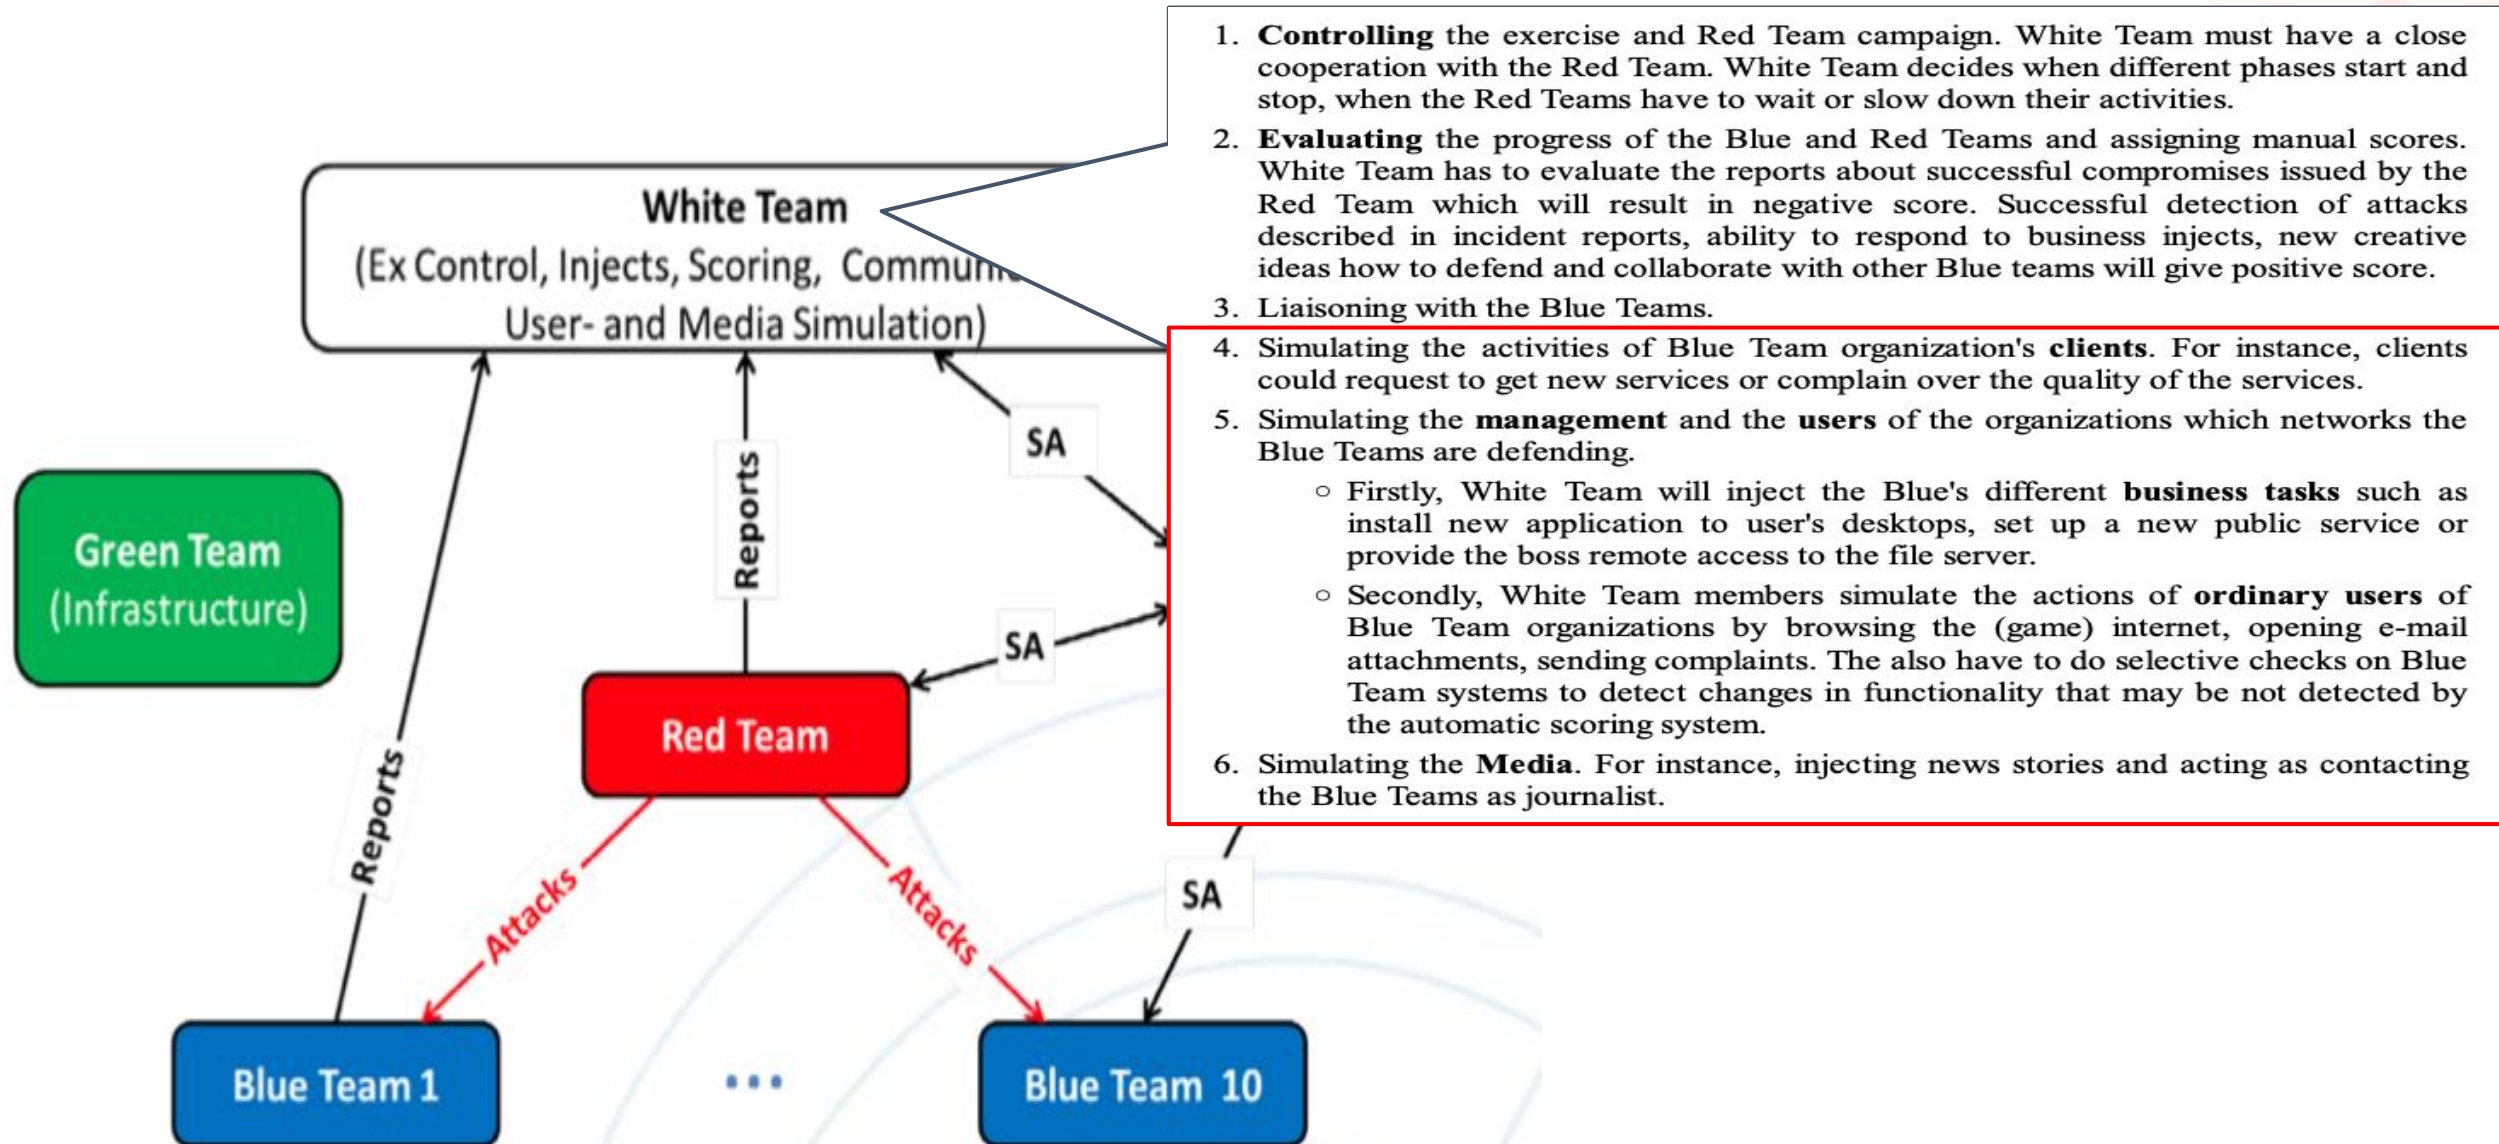 White Team
(Ex Control, Injects, Scoring, Commun
User- and Media Simulation)
1. Controlling the exercise and Red Team campaign. White Team must have a close
cooperation with the Red Team. White Team decides when different phases start and
stop, when the Red Teams have to wait or slow down their activities.
2. Evaluating the progress of the Blue and Red Teams and assigning manual scores.
White Team has to evaluate the reports about successful compromises issued by the
Red Team which will result in negative score. Successful detection of attacks
described in incident reports, ability to respond to business injects, new creative
ideas how to defend and collaborate with other Blue teams will give positive score.
3. Liaisoning with the Blue Teams.
4. Simulating the activities of Blue Team organization's clients. For instance, clients
could request to get new services or complain over the quality of the services.
5. Simulating the management and the users of the organizations which networks the
Blue Teams are defending.
○ Firstly, White Team will inject the Blue's different business tasks such as
install new application to user's desktops, set up a new public service or
provide the boss remote access to the file server.
○ Secondly, White Team members simulate the actions of ordinary users of
Blue Team organizations by browsing the (game) internet, opening e-mail
attachments, sending complaints. The also have to do selective checks on Blue
Team systems to detect changes in functionality that may be not detected by
the automatic scoring system.
6. Simulating the Media. For instance, injecting news stories and acting as contacting
the Blue Teams as journalist.
SA
Reports
Green Team
(Infrastructure)
SA
Red Team
Reports
Attacks
Attacks
SA
Blue Team 1
...
Blue Team 10